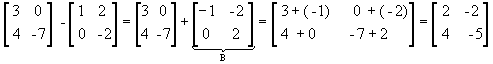 [3 0; 4 -7] - [1 2; 0 -2] = [3 0; 4 -7] + [-1 -2; 0 2] = [3+(-1) 0+(-2); 4+0 -7+2] = [2 -2; 4 -5]
B